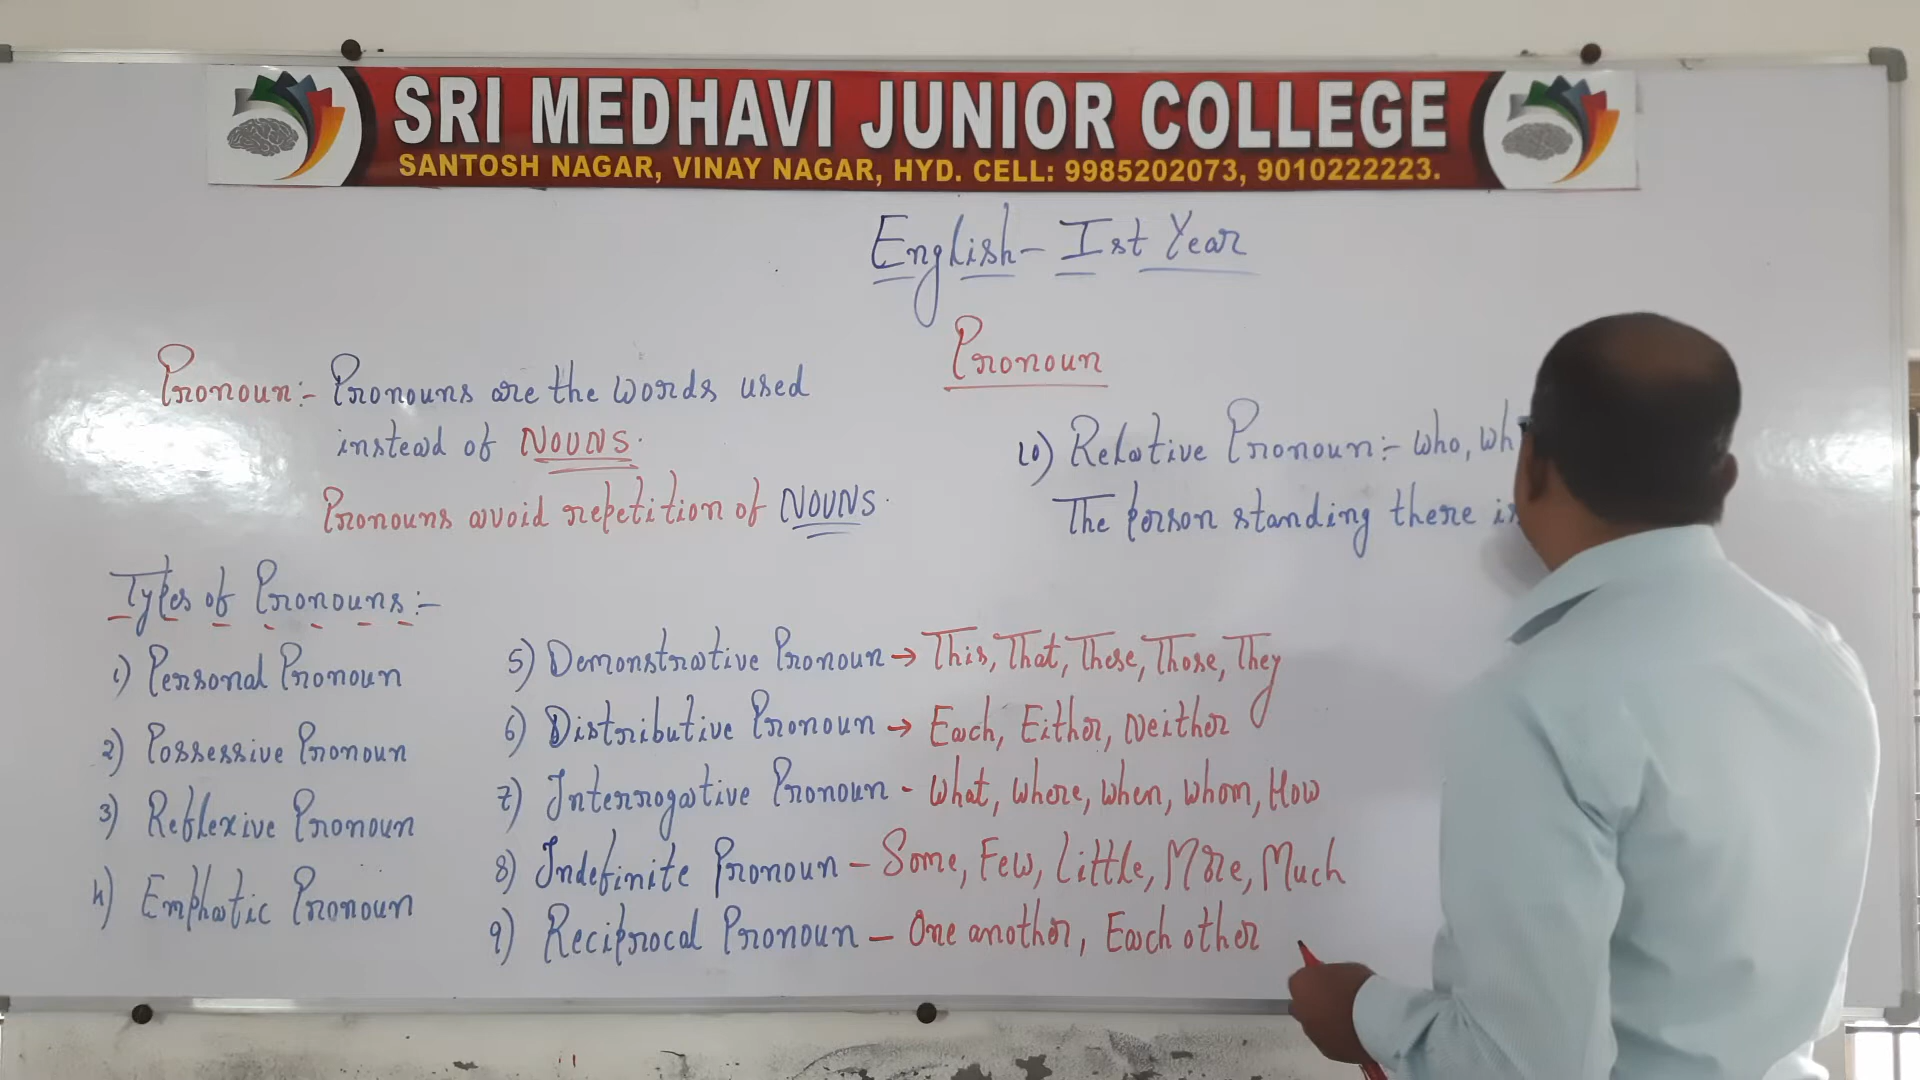 SRI MEDHAVI JUNIOR COLLEGE
SANTOSH NAGAR, VINAY NAGAR, HYD. CELL: 9985202073, 9010222223.
English - Ist Year
Pronoun
Pronoun:- Pronouns are the words used
instead of NOUNS.
Pronouns avoid repetition of NOUNS.
Types of Pronouns:-
1) Personal Pronoun
2) Possessive Pronoun
3) Reflexive Pronoun
4) Emphatic Pronoun
5) Demonstrative Pronoun → This, That, These, Those, They
6) Distributive Pronoun → Each, Either, Neither
7) Interrogative Pronoun - What, where, when, whom, How
8) Indefinite Pronoun - Some, Few, Little, More, Much
9) Reciprocal Pronoun - One another, Each other
10) Relative Pronoun:- who,
The person standing there